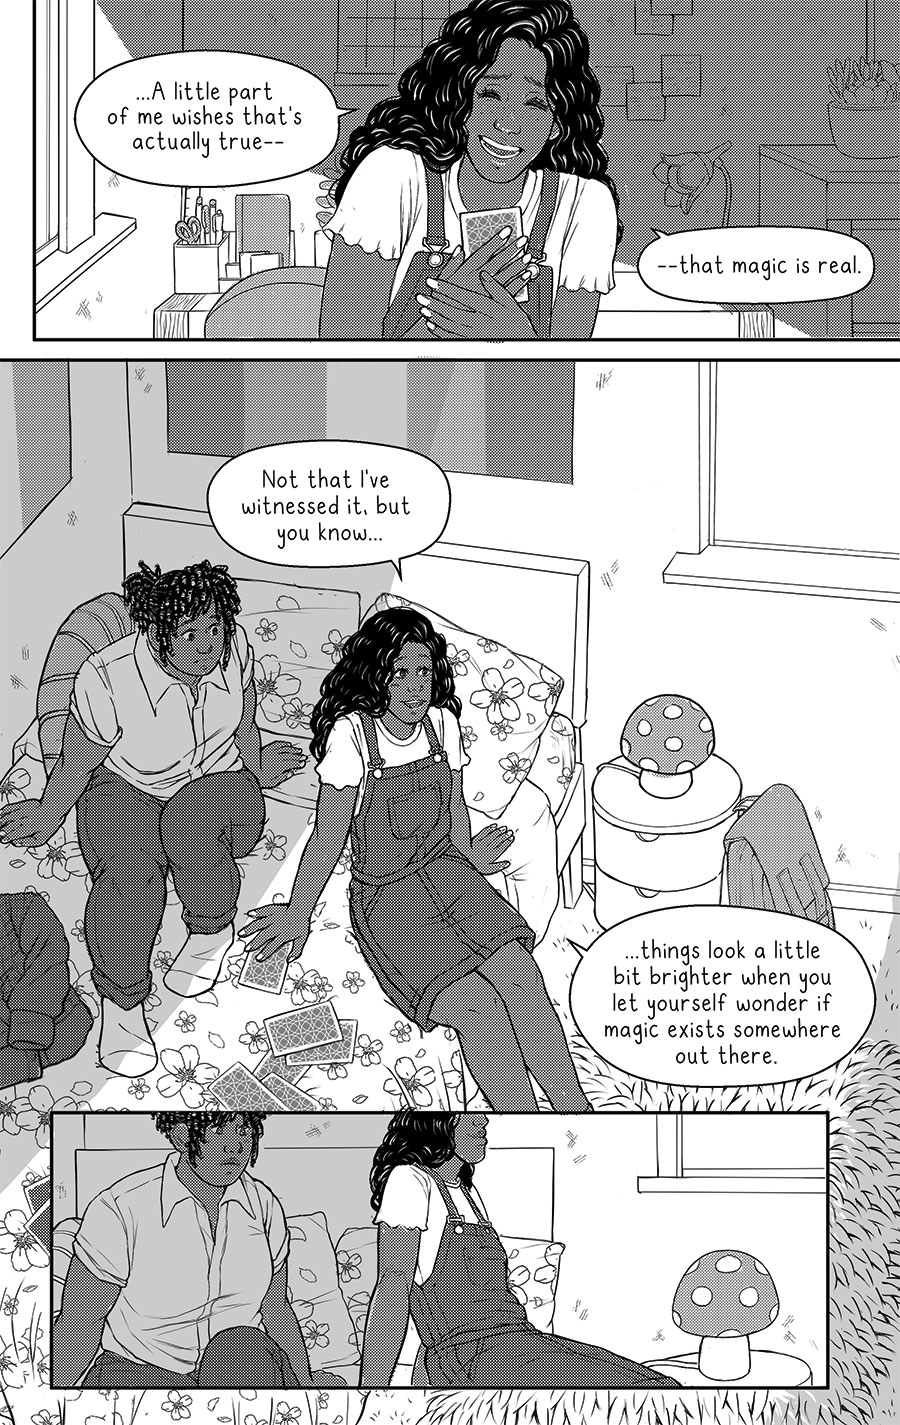 ...A little part
of me wishes that's
actually true--
--that magic is real.
Not that I've
witnessed it, but
you know...
...things look a little
bit brighter when you
let yourself wonder if
magic exists somewhere
out there.